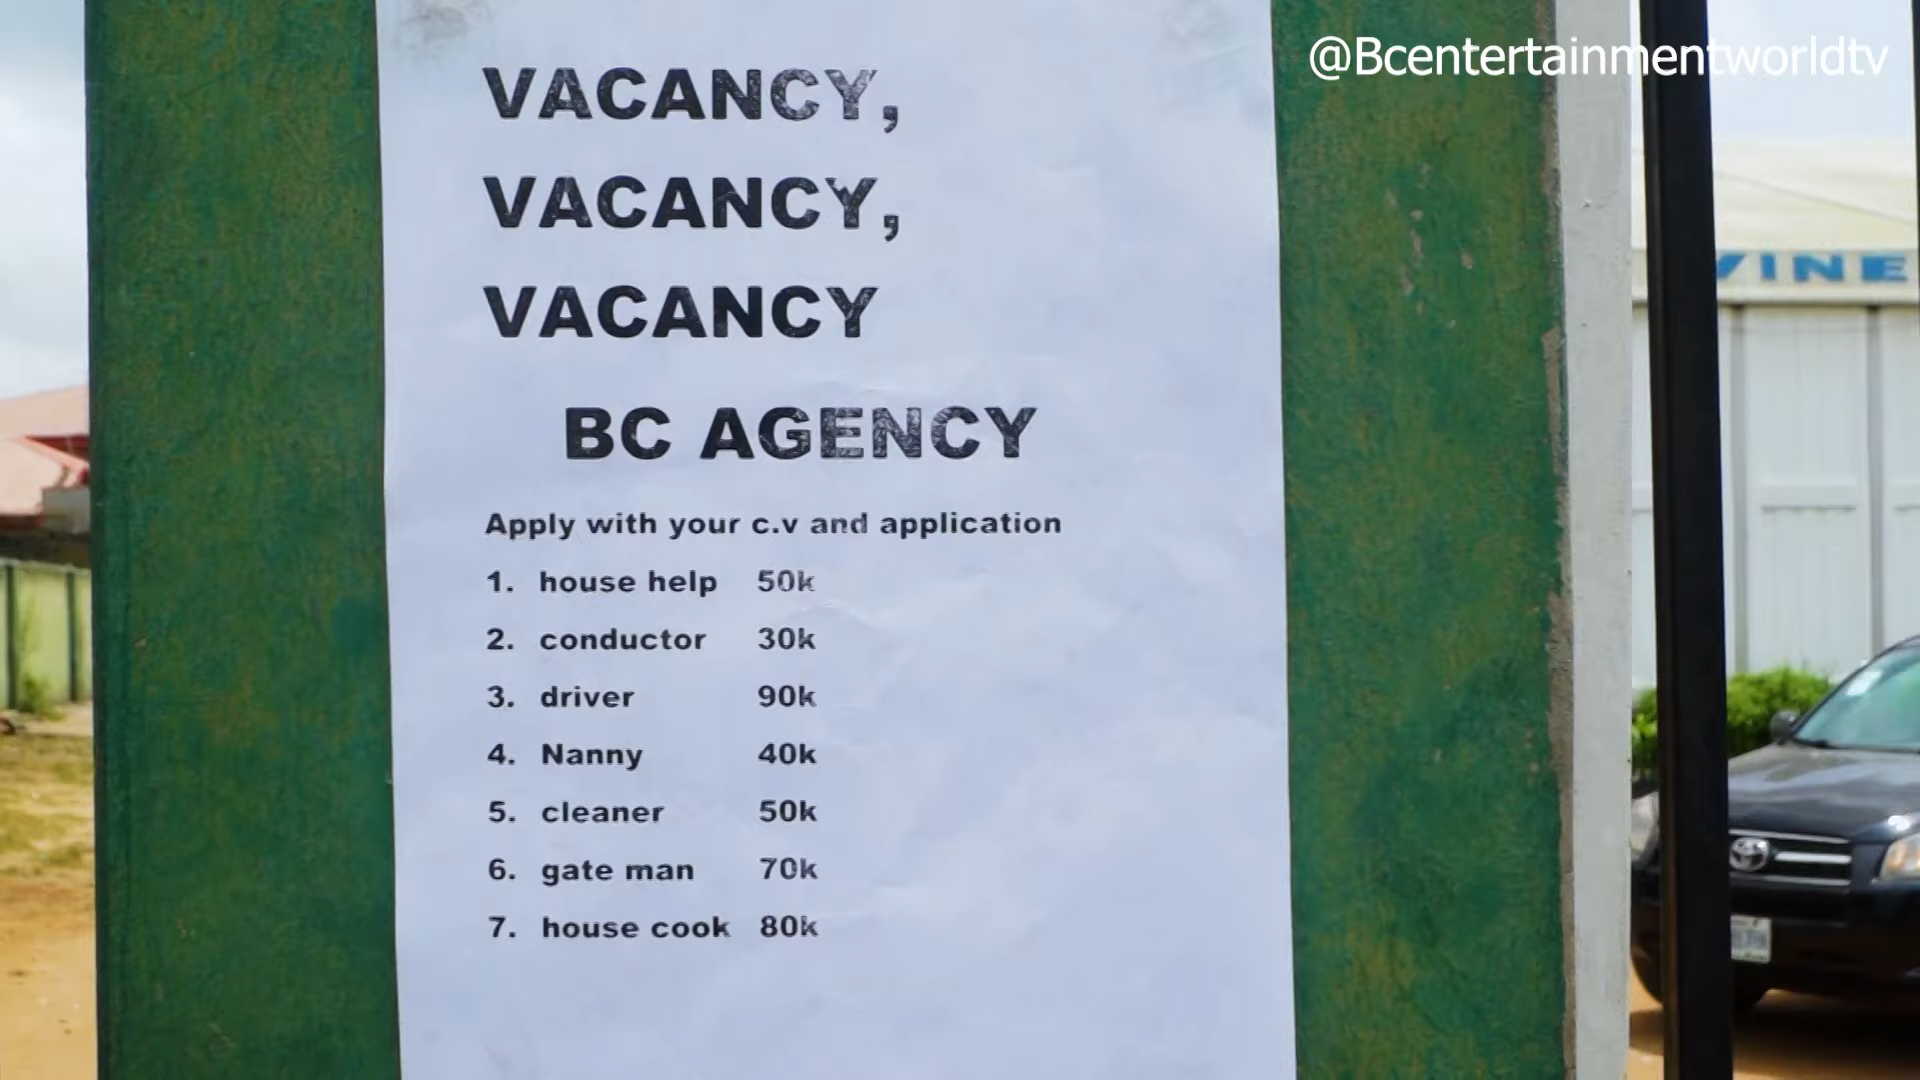 @Bcentertainmentworldtv
VACANCY,
VACANCY,
VACANCY
BC AGENCY
Apply with your c.v and application
1. house help 50k
2. conductor 30k
3. driver 90k
4. Nanny 40k
5. cleaner 50k
6. gate man 70k
7. house cook 80k
VINE